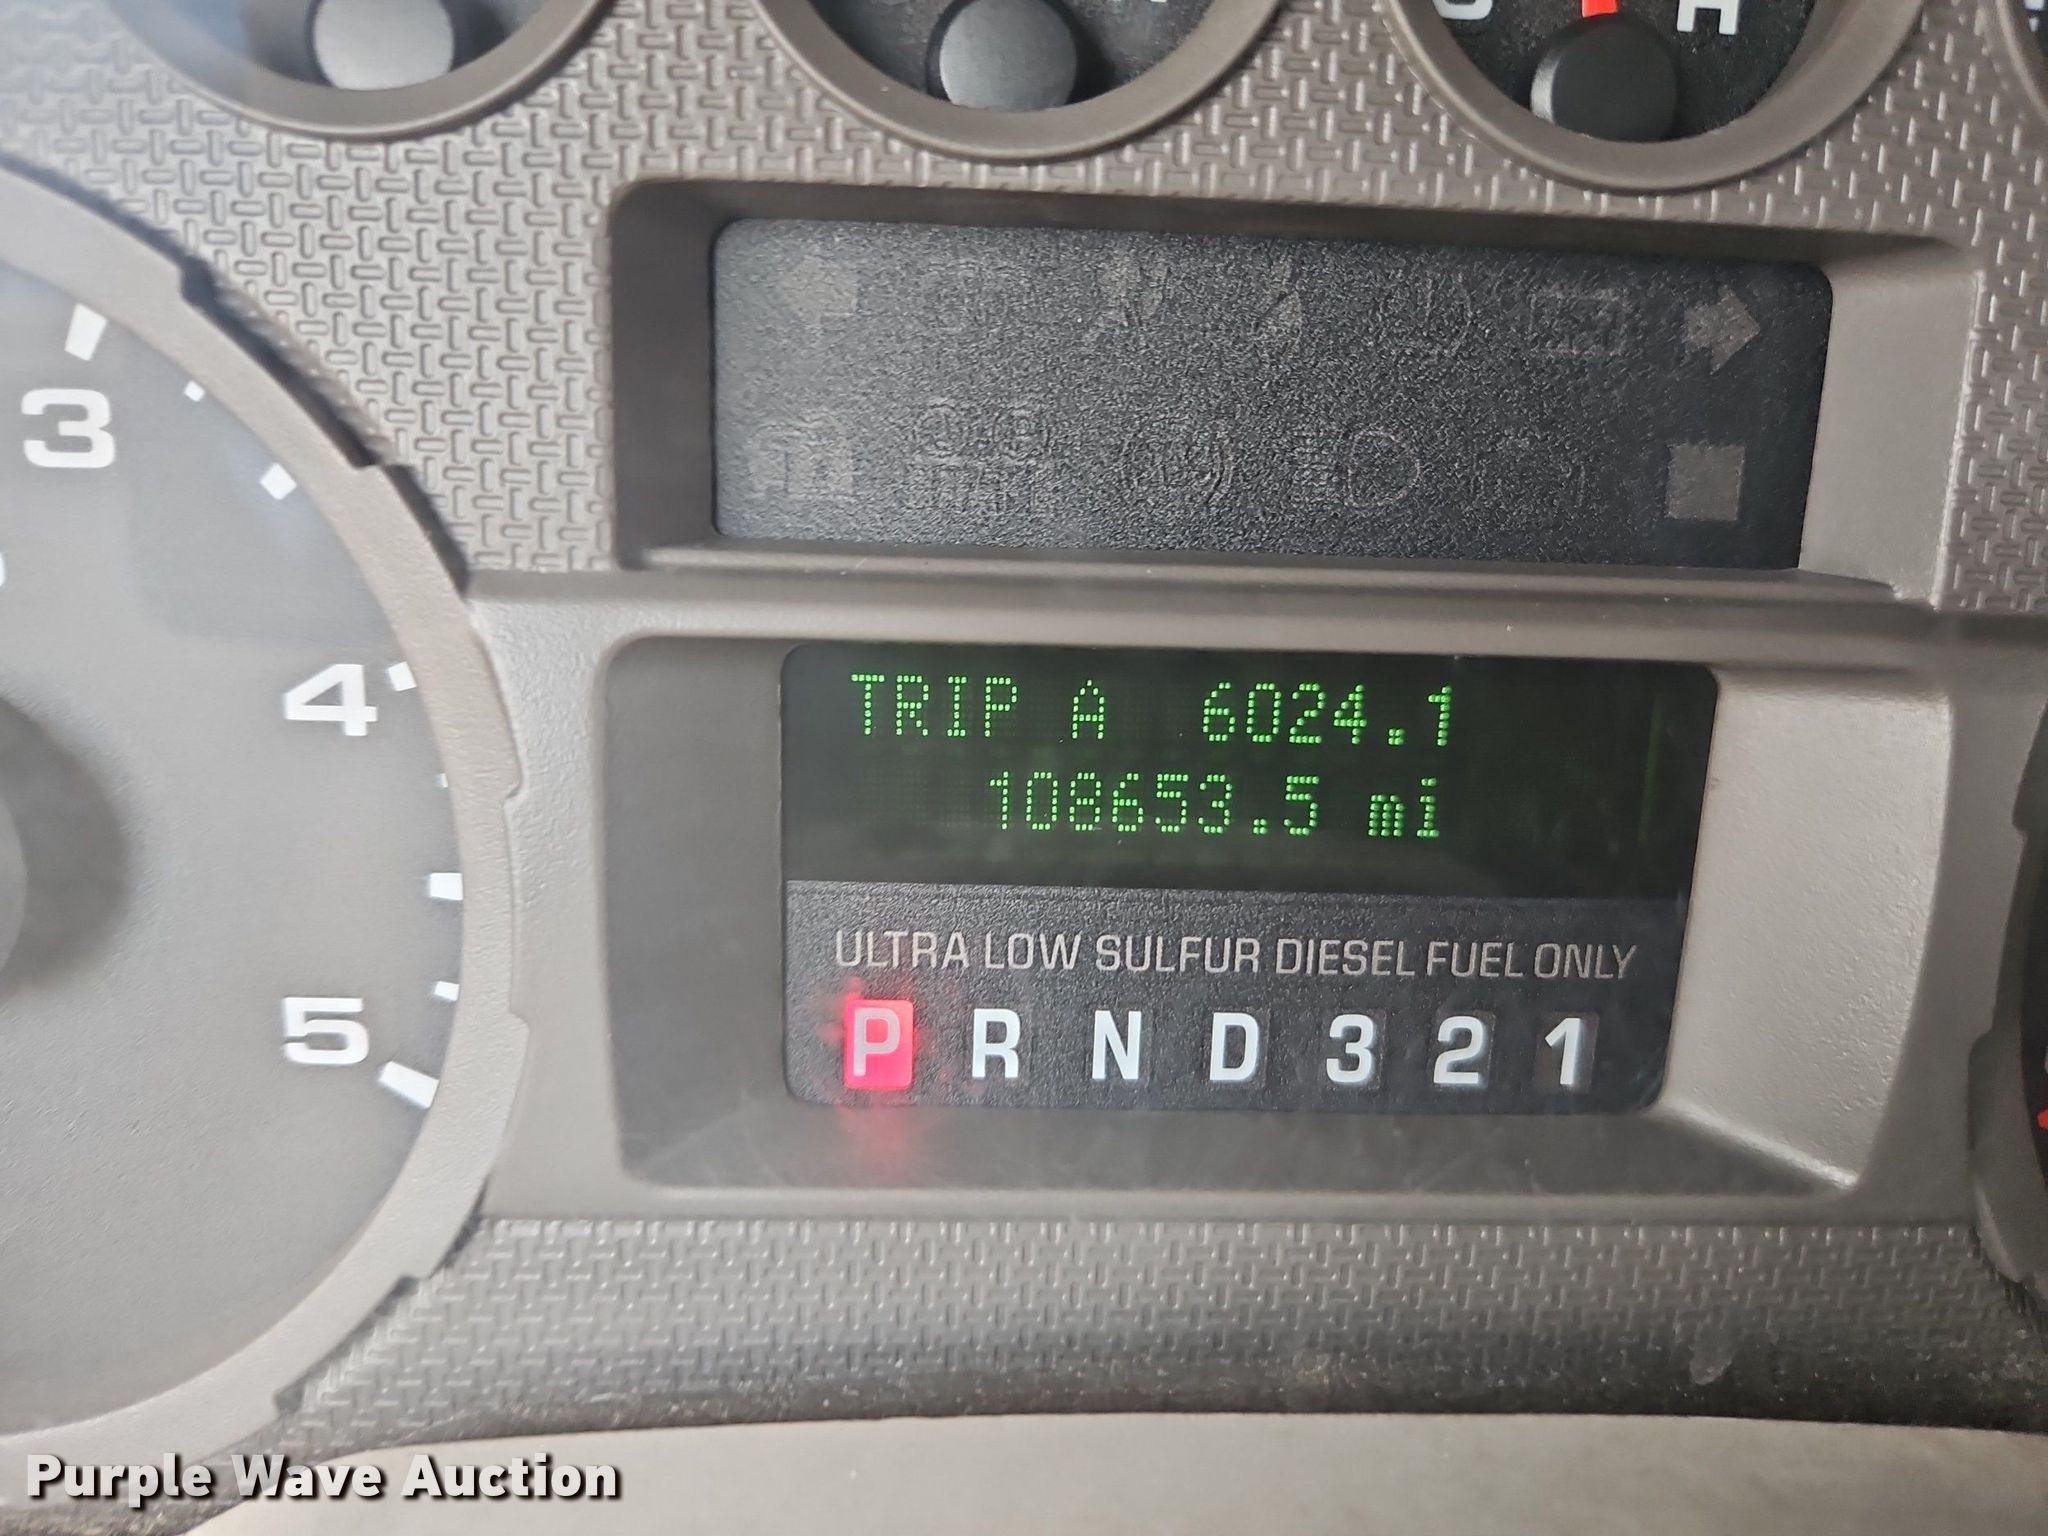 H
3
4
5
TRIP A 6024.1
108653.5 mi
ULTRA LOW SULFUR DIESEL FUEL ONLY
P R N D 3 2 1
Purple Wave Auction